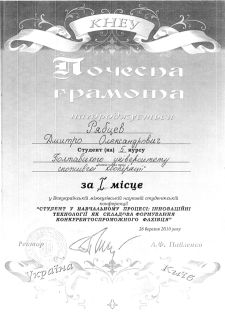 КНЕУ
Почесна
грамота
нагороджується
Рябцев
Дмитро Олександрович
Студент (ка) 5 курсу
Полтавського університету
споживчої кооперації
за I місце
у Всеукраїнській міжвузівській науковій студентській
конференції
"СТУДЕНТ У НАВЧАЛЬНОМУ ПРОЦЕСІ: ІННОВАЦІЙНІ
ТЕХНОЛОГІЇ ЯК СКЛАДОВА ФОРМУВАННЯ
КОНКУРЕНТОСПРОМОЖНОГО ФАХІВЦЯ"
26 березня 2010 року
Ректор А.Ф. Павленко
Україна Київ